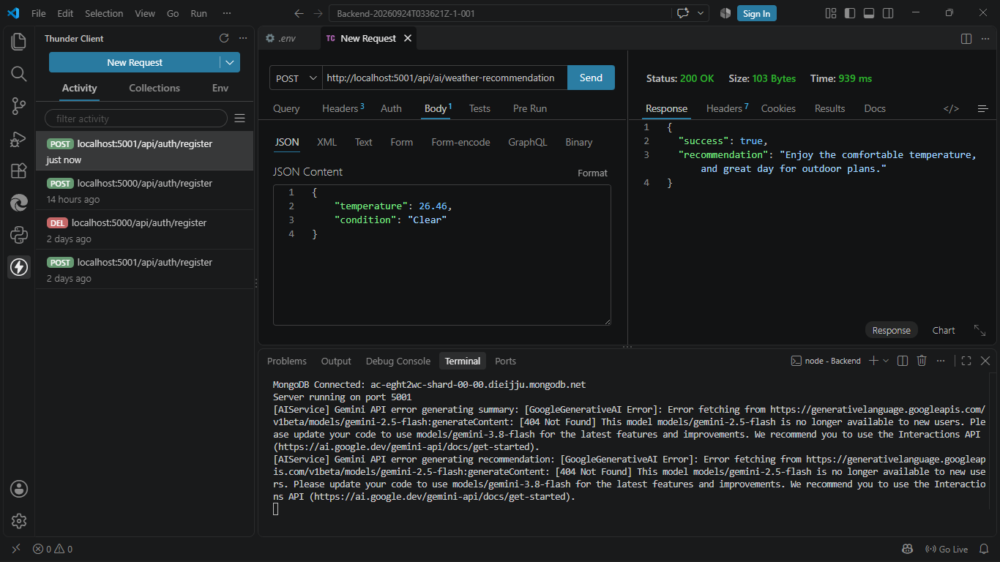 File Edit Selection View Go Run ···
Backend-20260924T033621Z-1-001
Sign In
Thunder Client
New Request
Activity Collections Env
filter activity
POST localhost:5001/api/auth/register
just now
POST localhost:5000/api/auth/register
14 hours ago
DEL localhost:5000/api/auth/register
2 days ago
POST localhost:5001/api/auth/register
2 days ago
.env
TC New Request
POST http://localhost:5001/api/ai/weather-recommendation Send
Query Headers 3 Auth Body 1 Tests Pre Run
JSON XML Text Form Form-encode GraphQL Binary
JSON Content
Format
1 {
2 "temperature": 26.46,
3 "condition": "Clear"
4 }
Status: 200 OK Size: 103 Bytes Time: 939 ms
Response Headers 7 Cookies Results Docs </>
1 {
2 "success": true,
3 "recommendation": "Enjoy the comfortable temperature,
and great day for outdoor plans."
4 }
Response Chart
Problems Output Debug Console Terminal Ports
node - Backend
MongoDB Connected: ac-eght2wc-shard-00-00.dieijju.mongodb.net
Server running on port 5001
[AIService] Gemini API error generating summary: [GoogleGenerativeAI Error]: Error fetching from https://generativelanguage.googleapis.com/
v1beta/models/gemini-2.5-flash:generateContent: [404 Not Found] This model models/gemini-2.5-flash is no longer available to new users. Ple
ase update your code to use models/gemini-3.8-flash for the latest features and improvements. We recommend you to use the Interactions API
(https://ai.google.dev/gemini-api/docs/get-started).
[AIService] Gemini API error generating recommendation: [GoogleGenerativeAI Error]: Error fetching from https://generativelanguage.googleap
is.com/v1beta/models/gemini-2.5-flash:generateContent: [404 Not Found] This model models/gemini-2.5-flash is no longer available to new use
rs. Please update your code to use models/gemini-3.8-flash for the latest features and improvements. We recommend you to use the Interactio
ns API (https://ai.google.dev/gemini-api/docs/get-started).
0 0
Go Live